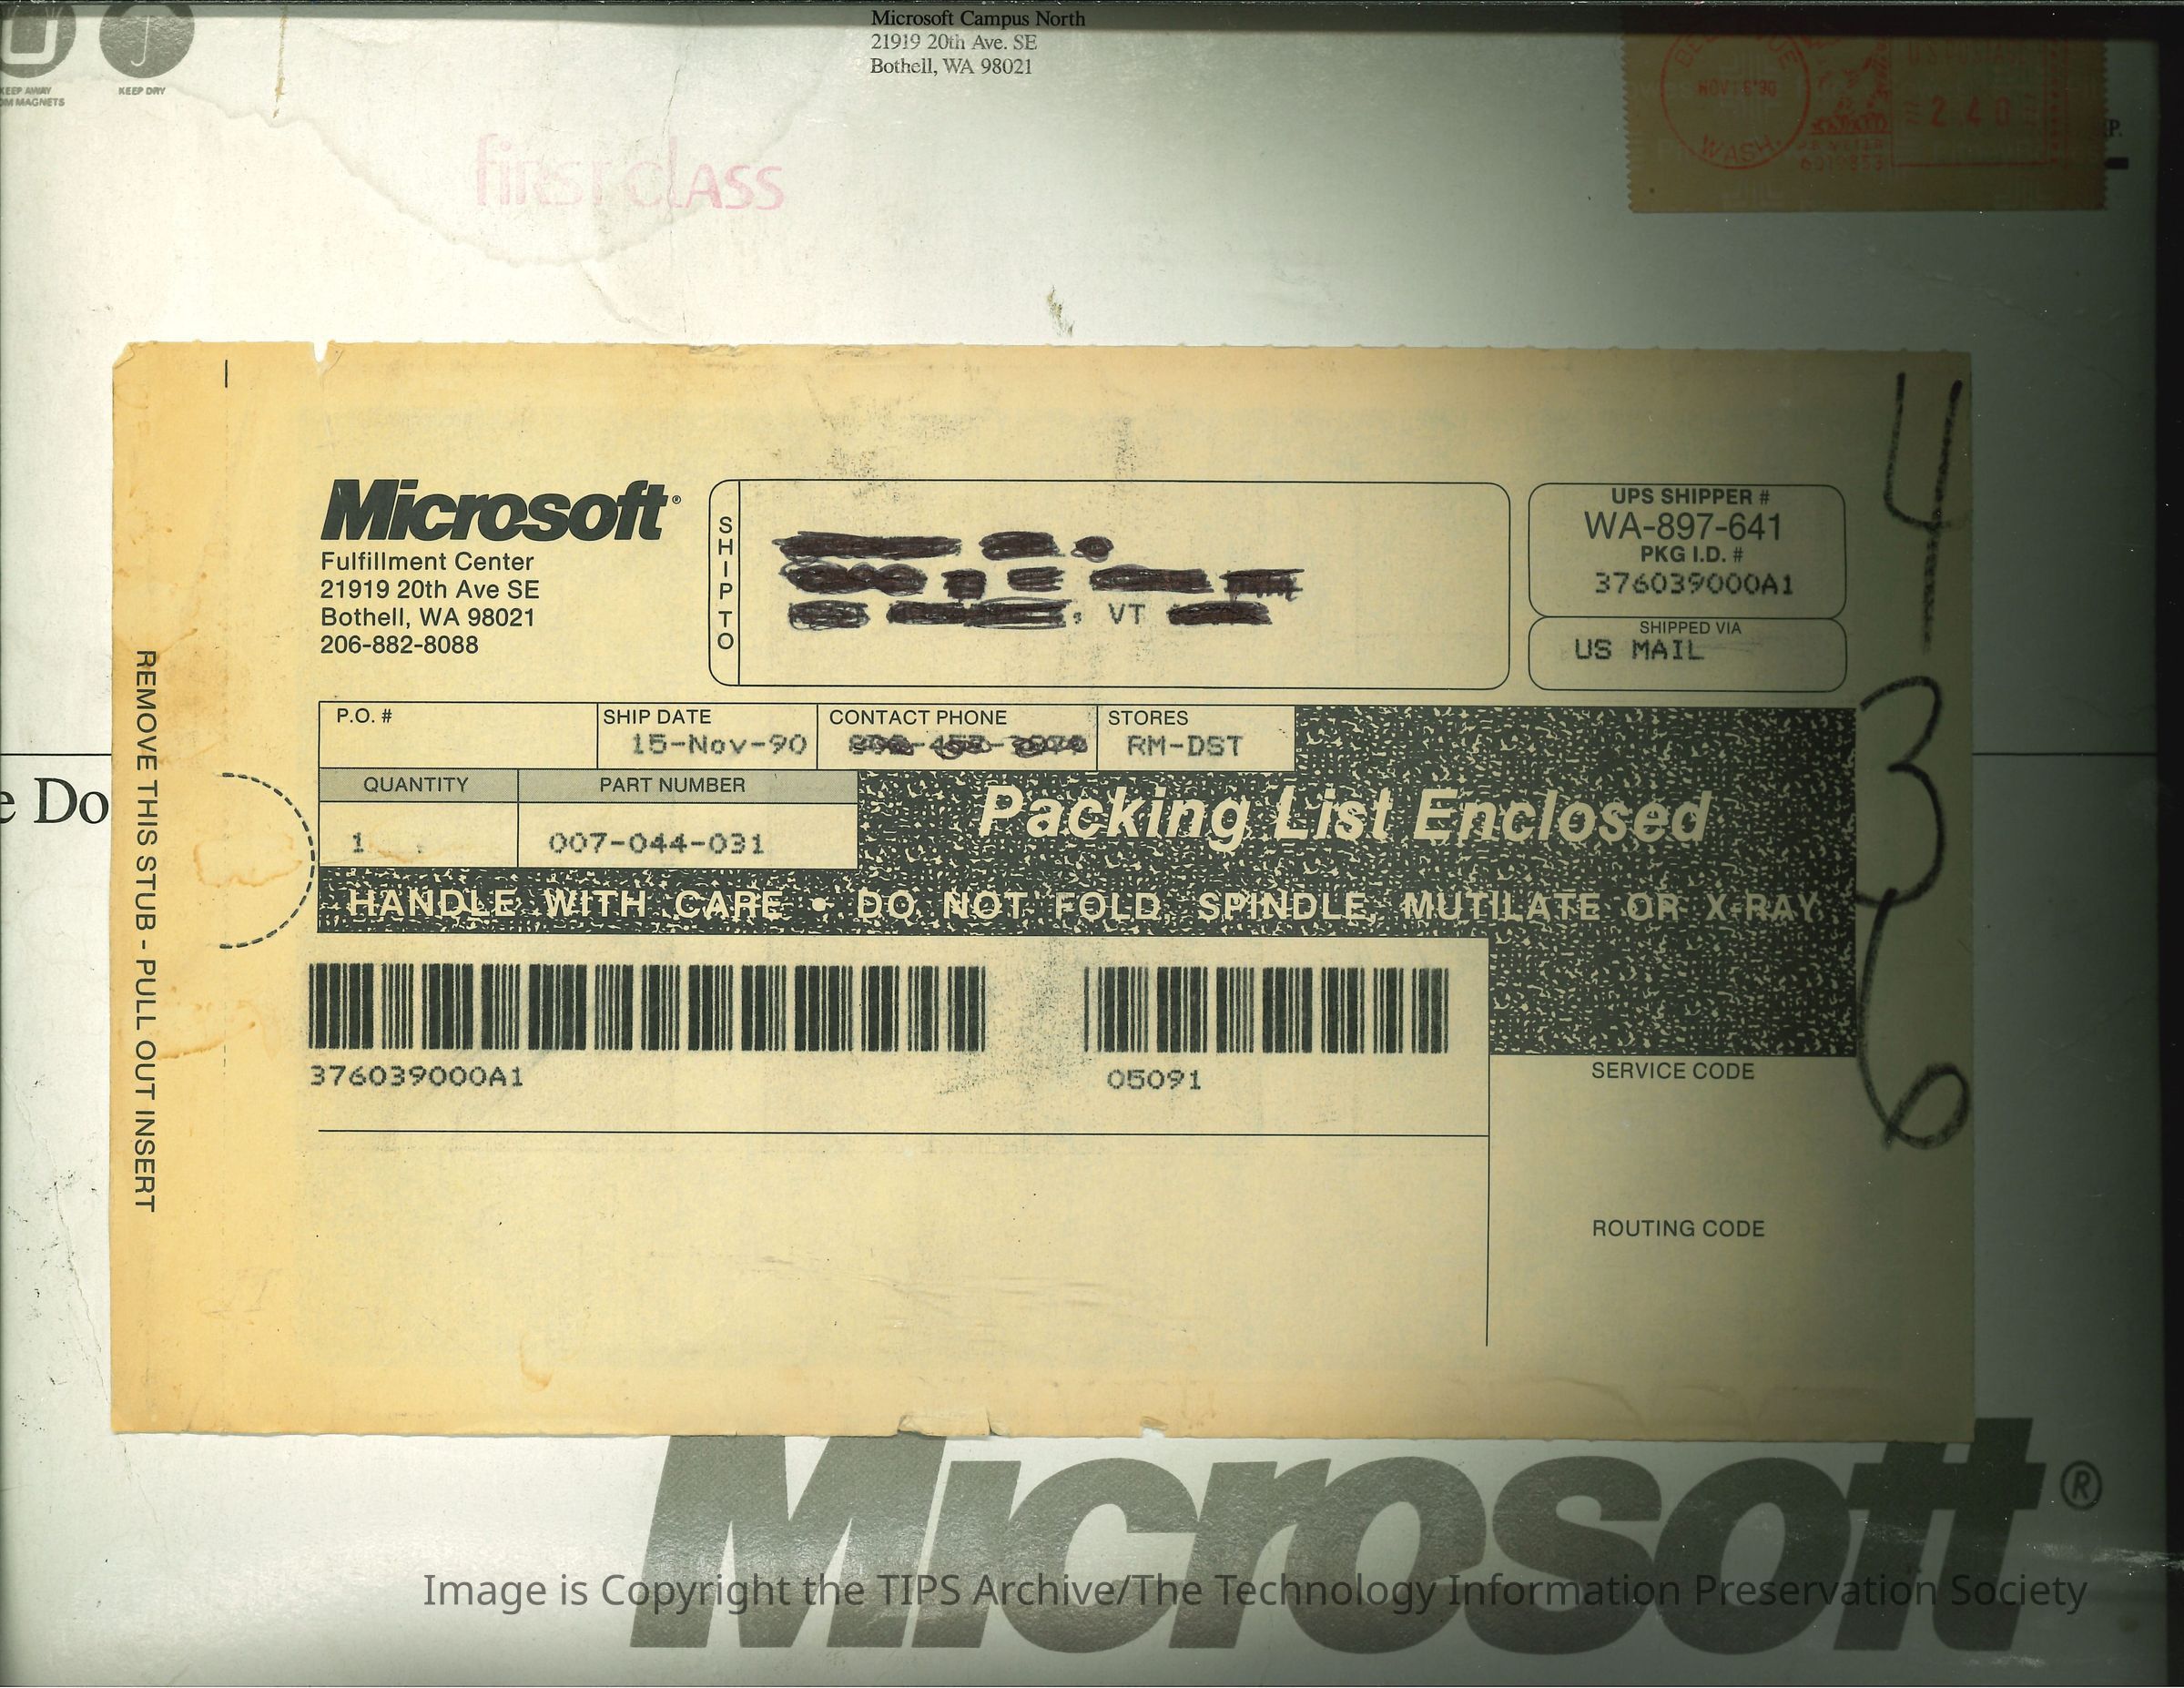 KEEP AWAY
OM MAGNETS
KEEP DRY
Microsoft Campus North
21919 20th Ave. SE
Bothell, WA 98021
WASH.
2.40
first class
Microsoft®
Fulfillment Center
21919 20th Ave SE
Bothell, WA 98021
206-882-8088
SHIP TO
, VT
UPS SHIPPER #
WA-897-641
PKG I.D. #
376039000A1
SHIPPED VIA
US MAIL
P.O. #
SHIP DATE
15-Nov-90
CONTACT PHONE
STORES
RM-DST
QUANTITY
1
PART NUMBER
007-044-031
Packing List Enclosed
HANDLE WITH CARE • DO NOT FOLD, SPINDLE, MUTILATE OR X-RAY
376039000A1
05091
SERVICE CODE
ROUTING CODE
REMOVE THIS STUB - PULL OUT INSERT
e Do
436
Microsoft®
Image is Copyright the TIPS Archive/The Technology Information Preservation Society